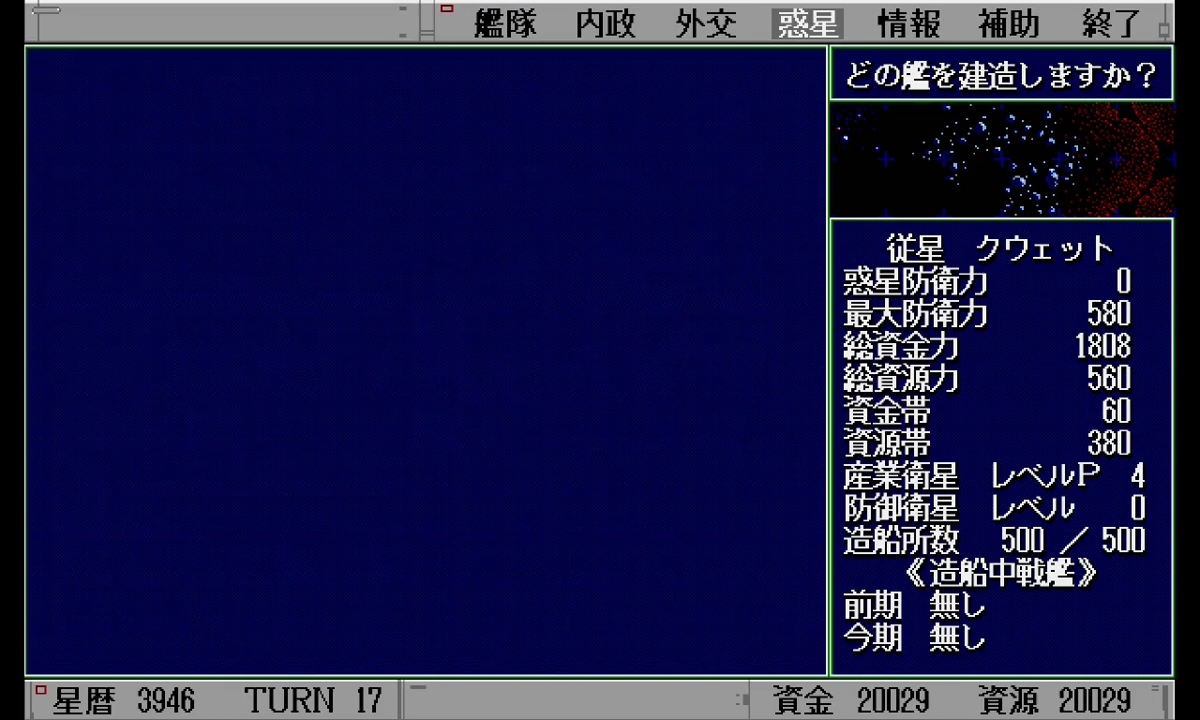 艦隊 内政 外交 惑星 情報 補助 終了
どの艦を建造しますか？
従星 クウェット
惑星防衛力 0
最大防衛力 580
総資金力 1808
総資源力 560
資金帯 60
資源帯 380
産業衛星 レベルP 4
防御衛星 レベル 0
造船所数 500 / 500
《造船中戦艦》
前期 無し
今期 無し
星暦 3946 TURN 17
資金 20029 資源 20029